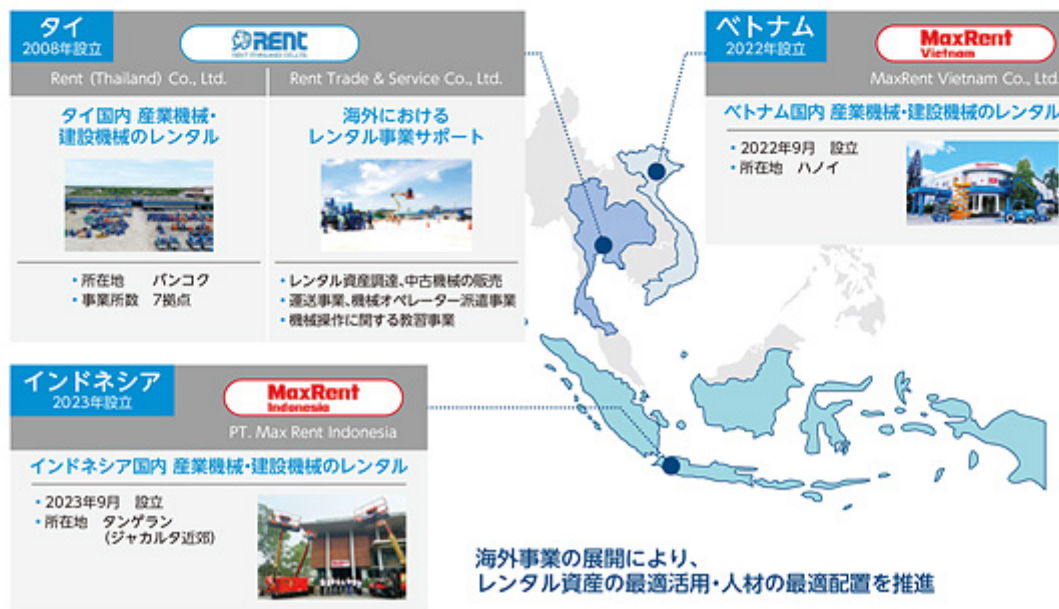 タイ
2008年設立
RENT
Rent (Thailand) Co., Ltd.
タイ国内 産業機械・
建設機械のレンタル
・所在地 バンコク
・事業所数 7拠点
Rent Trade & Service Co., Ltd.
海外における
レンタル事業サポート
・レンタル資産調達、中古機械の販売
・運送事業、機械オペレーター派遣事業
・機械操作に関する教習事業
ベトナム
2022年設立
MaxRent
Vietnam
MaxRent Vietnam Co., Ltd.
ベトナム国内 産業機械・建設機械のレンタル
・2022年9月 設立
・所在地 ハノイ
インドネシア
2023年設立
MaxRent
Indonesia
PT. Max Rent Indonesia
インドネシア国内 産業機械・建設機械のレンタル
・2023年9月 設立
・所在地 タンゲラン
(ジャカルタ近郊)
海外事業の展開により、
レンタル資産の最適活用・人材の最適配置を推進